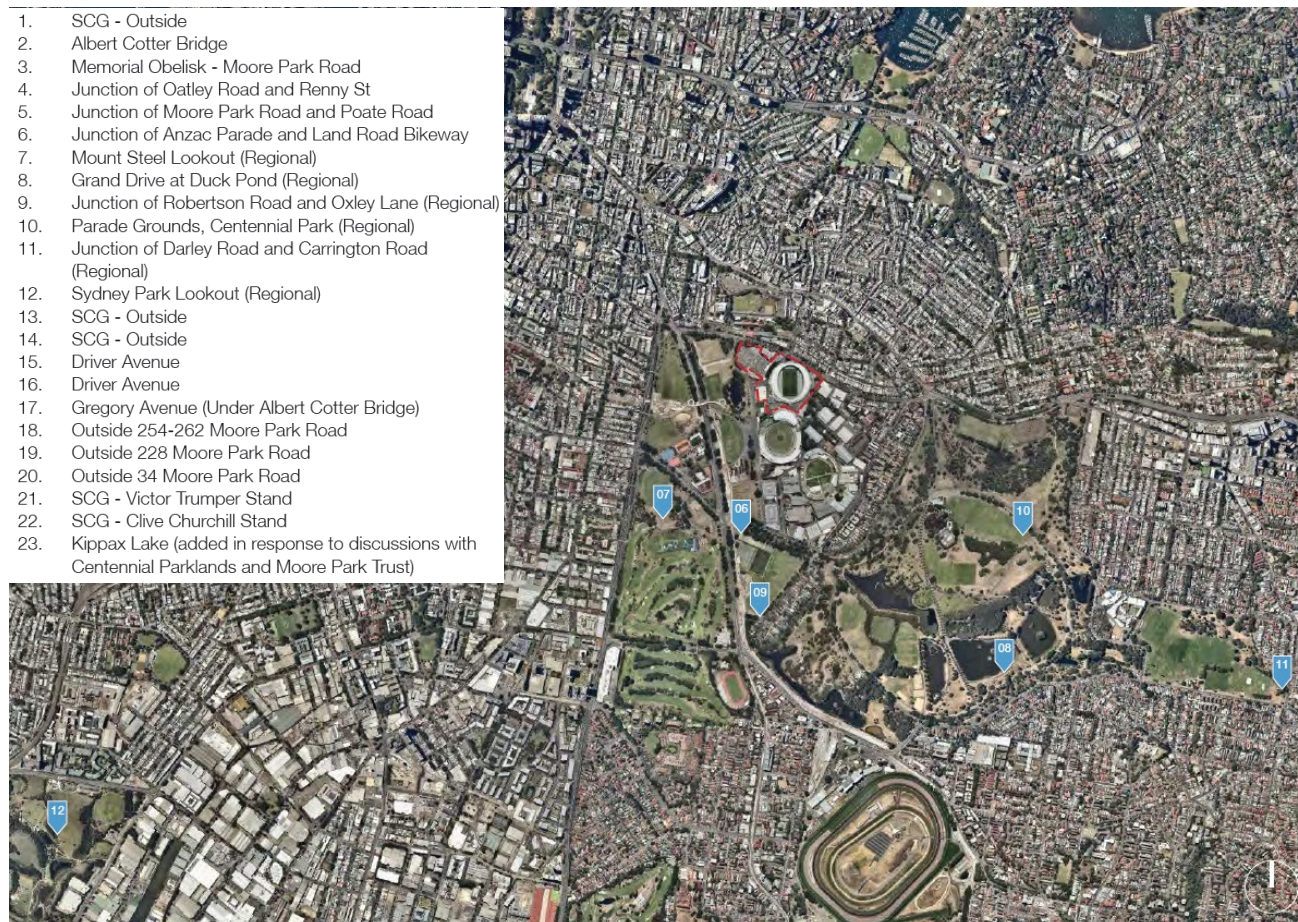 1. SCG - Outside
2. Albert Cotter Bridge
3. Memorial Obelisk - Moore Park Road
4. Junction of Oatley Road and Renny St
5. Junction of Moore Park Road and Poate Road
6. Junction of Anzac Parade and Land Road Bikeway
7. Mount Steel Lookout (Regional)
8. Grand Drive at Duck Pond (Regional)
9. Junction of Robertson Road and Oxley Lane (Regional)
10. Parade Grounds, Centennial Park (Regional)
11. Junction of Darley Road and Carrington Road
(Regional)
12. Sydney Park Lookout (Regional)
13. SCG - Outside
14. SCG - Outside
15. Driver Avenue
16. Driver Avenue
17. Gregory Avenue (Under Albert Cotter Bridge)
18. Outside 254-262 Moore Park Road
19. Outside 228 Moore Park Road
20. Outside 34 Moore Park Road
21. SCG - Victor Trumper Stand
22. SCG - Clive Churchill Stand
23. Kippax Lake (added in response to discussions with
Centennial Parklands and Moore Park Trust)
07
06
10
09
08
11
12